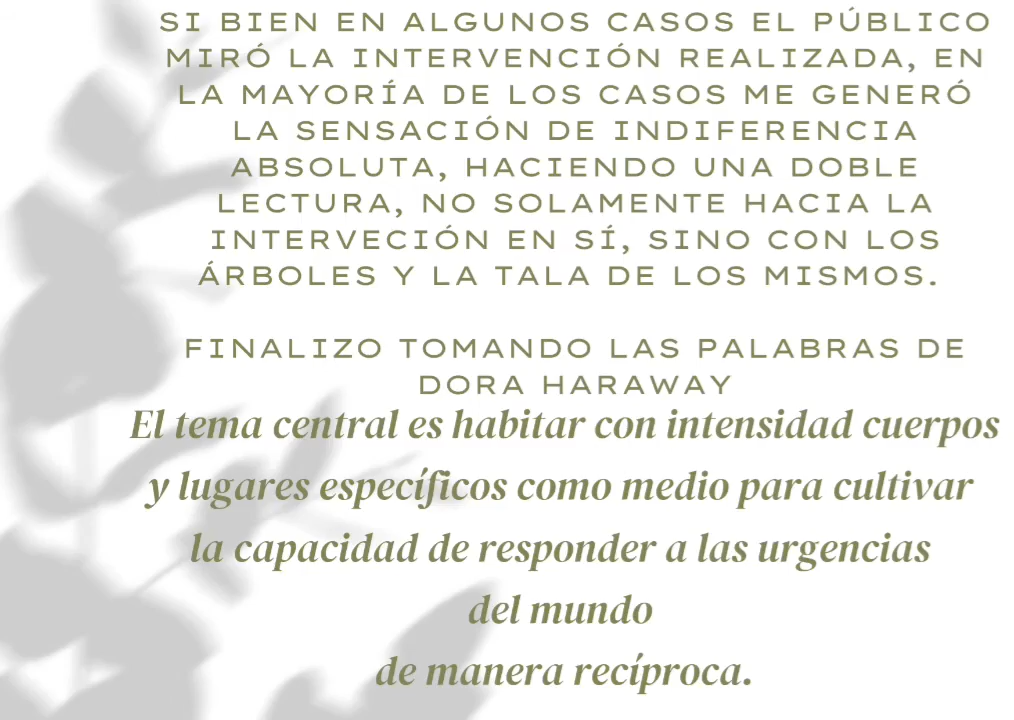 SI BIEN EN ALGUNOS CASOS EL PÚBLICO
MIRÓ LA INTERVENCIÓN REALIZADA, EN
LA MAYORÍA DE LOS CASOS ME GENERÓ
LA SENSACIÓN DE INDIFERENCIA
ABSOLUTA, HACIENDO UNA DOBLE
LECTURA, NO SOLAMENTE HACIA LA
INTERVECIÓN EN SÍ, SINO CON LOS
ÁRBOLES Y LA TALA DE LOS MISMOS.
FINALIZO TOMANDO LAS PALABRAS DE
DORA HARAWAY
El tema central es habitar con intensidad cuerpos
y lugares específicos como medio para cultivar
la capacidad de responder a las urgencias
del mundo
de manera recíproca.